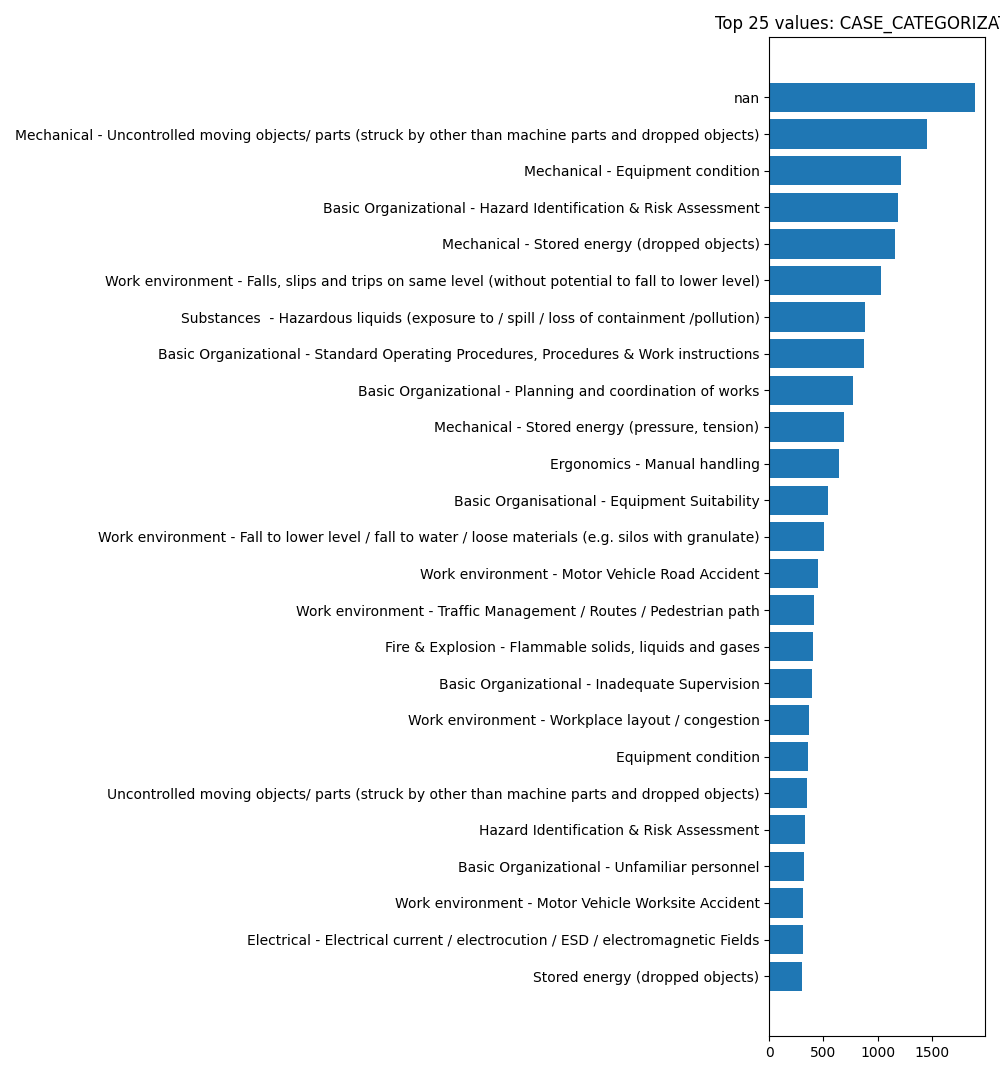 Top 25 values: CASE_CATEGORIZAT
nan
Mechanical - Uncontrolled moving objects/ parts (struck by other than machine parts and dropped objects)
Mechanical - Equipment condition
Basic Organizational - Hazard Identification & Risk Assessment
Mechanical - Stored energy (dropped objects)
Work environment - Falls, slips and trips on same level (without potential to fall to lower level)
Substances  - Hazardous liquids (exposure to / spill / loss of containment /pollution)
Basic Organizational - Standard Operating Procedures, Procedures & Work instructions
Basic Organizational - Planning and coordination of works
Mechanical - Stored energy (pressure, tension)
Ergonomics - Manual handling
Basic Organisational - Equipment Suitability
Work environment - Fall to lower level / fall to water / loose materials (e.g. silos with granulate)
Work environment - Motor Vehicle Road Accident
Work environment - Traffic Management / Routes / Pedestrian path
Fire & Explosion - Flammable solids, liquids and gases
Basic Organizational - Inadequate Supervision
Work environment - Workplace layout / congestion
Equipment condition
Uncontrolled moving objects/ parts (struck by other than machine parts and dropped objects)
Hazard Identification & Risk Assessment
Basic Organizational - Unfamiliar personnel
Work environment - Motor Vehicle Worksite Accident
Electrical - Electrical current / electrocution / ESD / electromagnetic Fields
Stored energy (dropped objects)
0 500 1000 1500